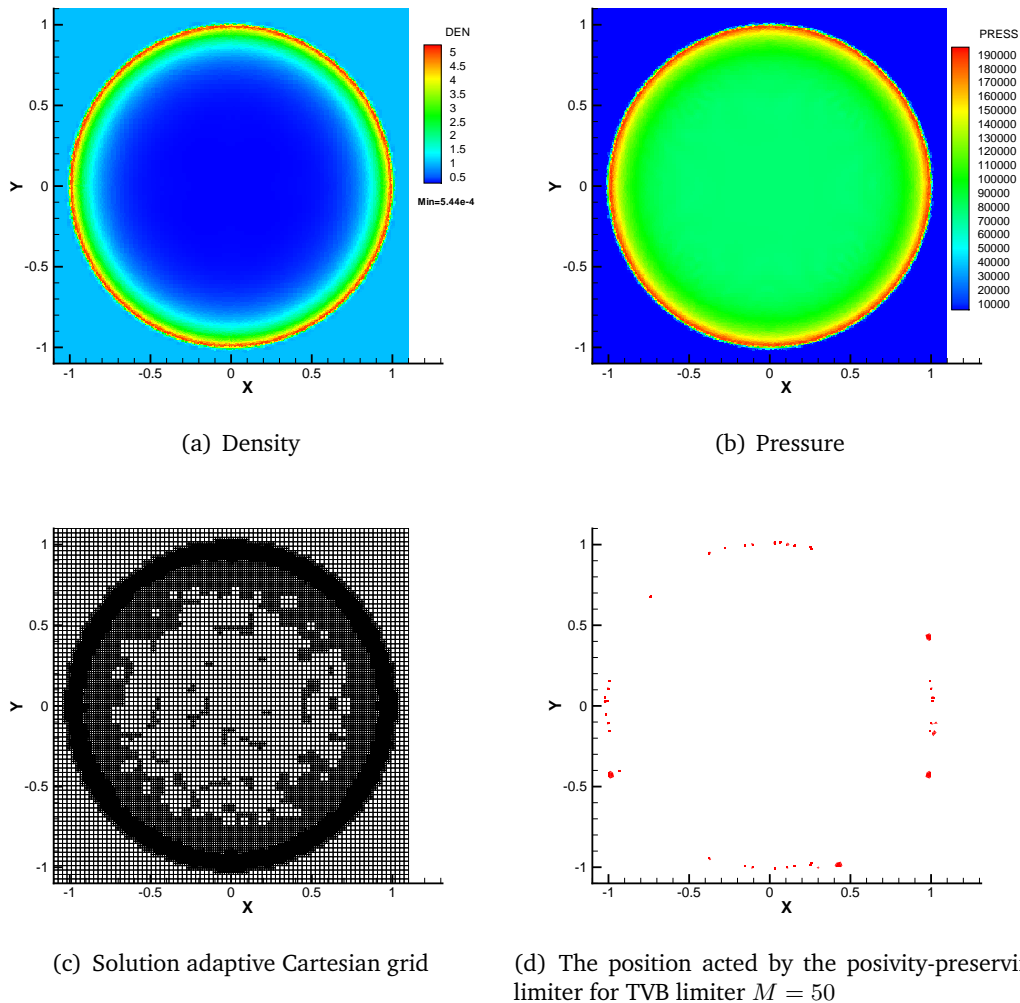 DEN
5
4.5
4
3.5
3
2.5
2
1.5
1
0.5
Min=5.44e-4
Y
1
0.5
0
-0.5
-1
-1 -0.5 0 0.5 1
X
(a) Density
PRESS
190000
180000
170000
160000
150000
140000
130000
120000
110000
100000
90000
80000
70000
60000
50000
40000
30000
20000
10000
Y
1
0.5
0
-0.5
-1
-1 -0.5 0 0.5 1
X
(b) Pressure
Y
1
0.5
0
-0.5
-1
-1 -0.5 0 0.5 1
X
(c) Solution adaptive Cartesian grid
Y
1
0.5
0
-0.5
-1
-1 -0.5 0 0.5 1
X
(d) The position acted by the posivity-preservin
limiter for TVB limiter M = 50